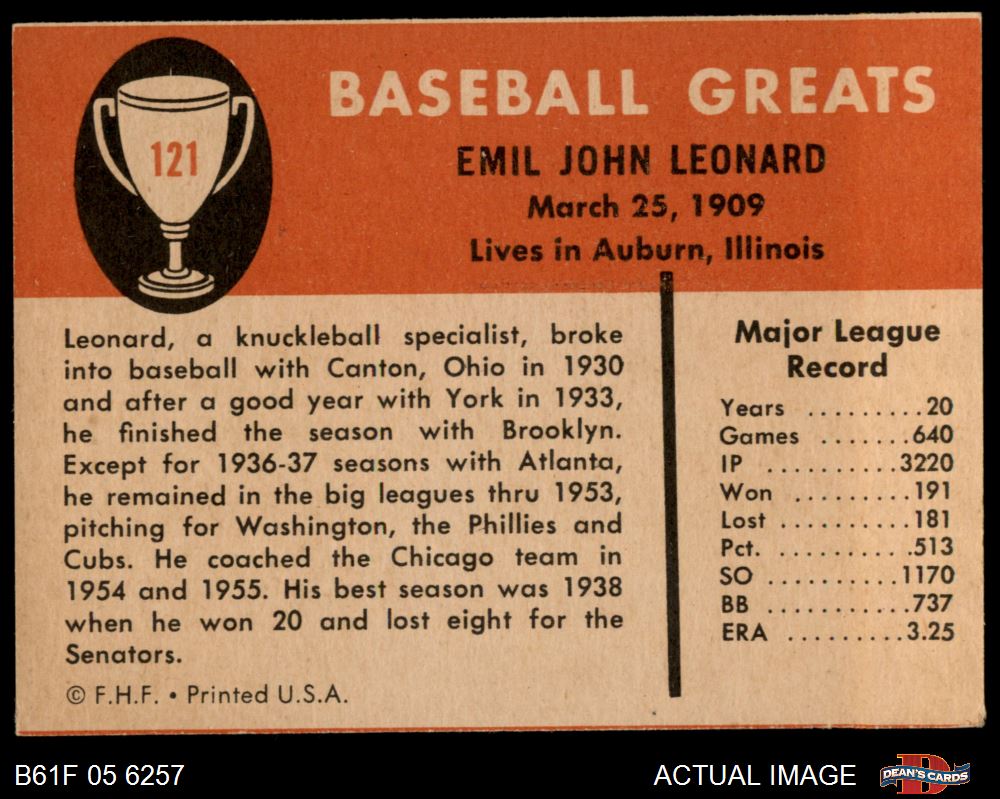 121
BASEBALL GREATS
EMIL JOHN LEONARD
March 25, 1909
Lives in Auburn, Illinois
Leonard, a knuckleball specialist, broke
into baseball with Canton, Ohio in 1930
and after a good year with York in 1933,
he finished the season with Brooklyn.
Except for 1936-37 seasons with Atlanta,
he remained in the big leagues thru 1953,
pitching for Washington, the Phillies and
Cubs. He coached the Chicago team in
1954 and 1955. His best season was 1938
when he won 20 and lost eight for the
Senators.
© F.H.F. • Printed U.S.A.
Major League
Record
Years .........20
Games .......640
IP ..........3220
Won .........191
Lost ..........181
Pct. ..........513
SO ..........1170
BB ..........737
ERA .........3.25
B61F 05 6257
ACTUAL IMAGE
DEAN'S CARDS